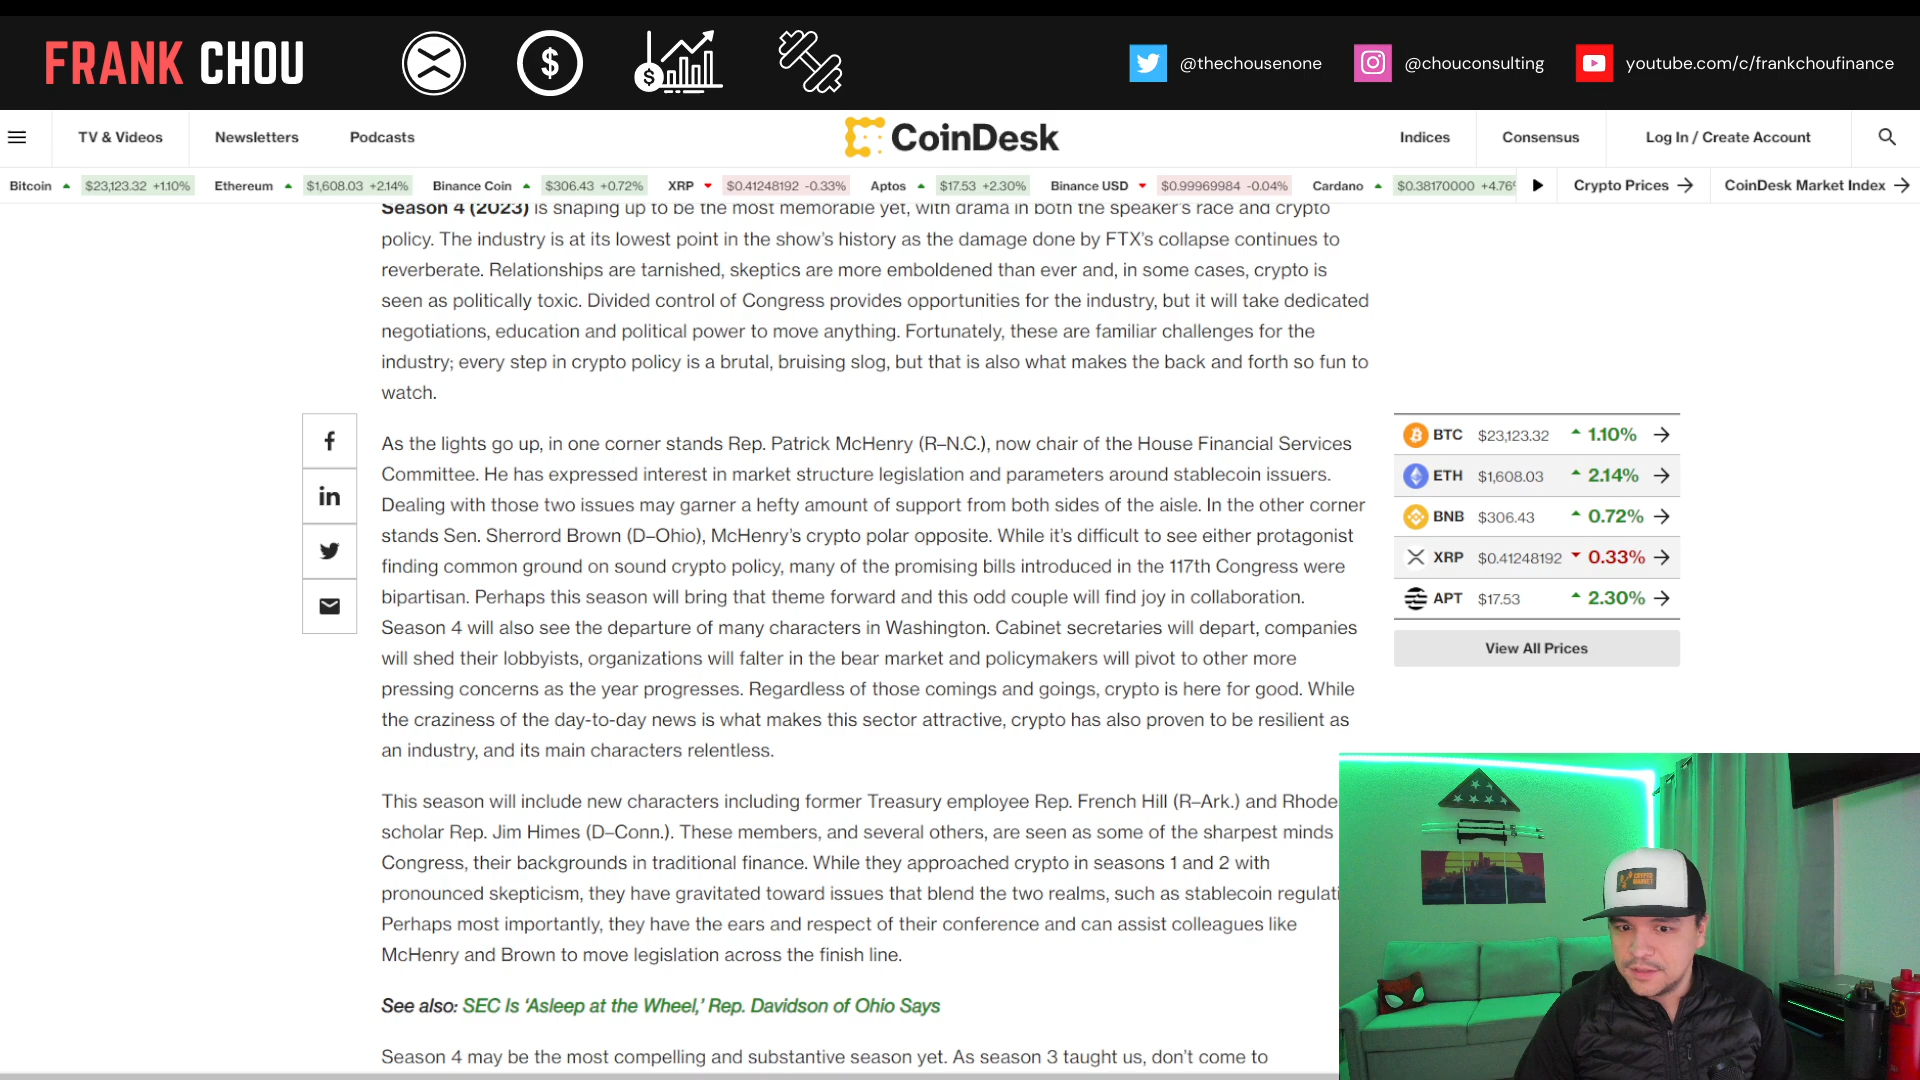 FRANK CHOU
@thechousenone
@chouconsulting
youtube.com/c/frankchoufinance
TV & Videos
Newsletters
Podcasts
CoinDesk
Indices
Consensus
Log In / Create Account
Bitcoin $23,123.32 +1.10%
Ethereum $1,608.03 +2.14%
Binance Coin $306.43 +0.72%
XRP $0.41248192 -0.33%
Aptos $17.53 +2.30%
Binance USD $0.99969984 -0.04%
Cardano $0.38170000 +4.76
Crypto Prices
CoinDesk Market Index
Season 4 (2023) is shaping up to be the most memorable yet, with drama in both the speaker's race and crypto
policy. The industry is at its lowest point in the show's history as the damage done by FTX's collapse continues to
reverberate. Relationships are tarnished, skeptics are more emboldened than ever and, in some cases, crypto is
seen as politically toxic. Divided control of Congress provides opportunities for the industry, but it will take dedicated
negotiations, education and political power to move anything. Fortunately, these are familiar challenges for the
industry; every step in crypto policy is a brutal, bruising slog, but that is also what makes the back and forth so fun to
watch.
As the lights go up, in one corner stands Rep. Patrick McHenry (R–N.C.), now chair of the House Financial Services
Committee. He has expressed interest in market structure legislation and parameters around stablecoin issuers.
Dealing with those two issues may garner a hefty amount of support from both sides of the aisle. In the other corner
stands Sen. Sherrord Brown (D–Ohio), McHenry's crypto polar opposite. While it's difficult to see either protagonist
finding common ground on sound crypto policy, many of the promising bills introduced in the 117th Congress were
bipartisan. Perhaps this season will bring that theme forward and this odd couple will find joy in collaboration.
Season 4 will also see the departure of many characters in Washington. Cabinet secretaries will depart, companies
will shed their lobbyists, organizations will falter in the bear market and policymakers will pivot to other more
pressing concerns as the year progresses. Regardless of those comings and goings, crypto is here for good. While
the craziness of the day-to-day news is what makes this sector attractive, crypto has also proven to be resilient as
an industry, and its main characters relentless.
This season will include new characters including former Treasury employee Rep. French Hill (R–Ark.) and Rhode
scholar Rep. Jim Himes (D–Conn.). These members, and several others, are seen as some of the sharpest minds
Congress, their backgrounds in traditional finance. While they approached crypto in seasons 1 and 2 with
pronounced skepticism, they have gravitated toward issues that blend the two realms, such as stablecoin regulati
Perhaps most importantly, they have the ears and respect of their conference and can assist colleagues like
McHenry and Brown to move legislation across the finish line.
See also: SEC Is 'Asleep at the Wheel,' Rep. Davidson of Ohio Says
Season 4 may be the most compelling and substantive season yet. As season 3 taught us, don't come to
BTC $23,123.32 1.10%
ETH $1,608.03 2.14%
BNB $306.43 0.72%
XRP $0.41248192 0.33%
APT $17.53 2.30%
View All Prices